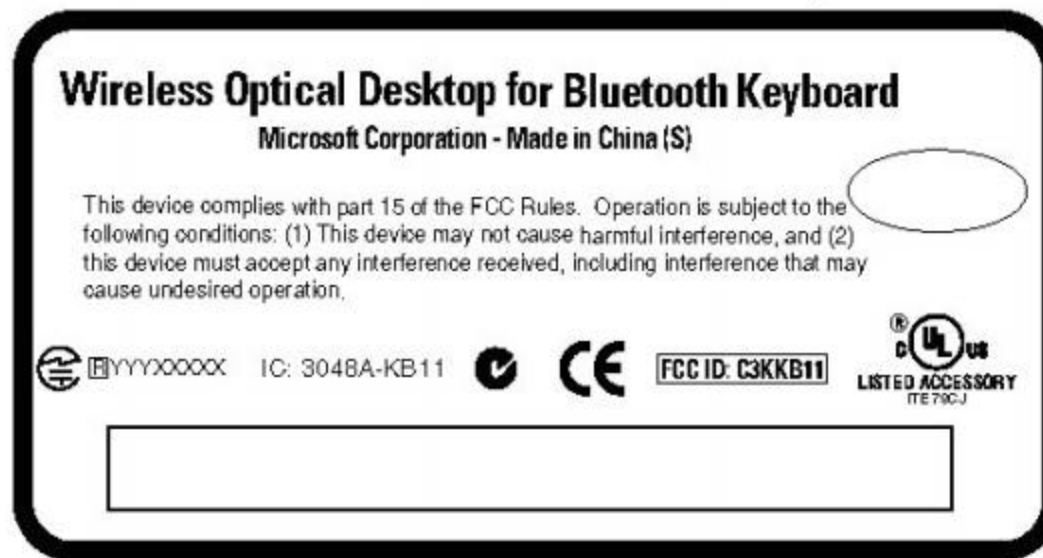 Wireless Optical Desktop for Bluetooth Keyboard
Microsoft Corporation - Made in China (S)
This device complies with part 15 of the FCC Rules. Operation is subject to the
following conditions: (1) This device may not cause harmful interference, and (2)
this device must accept any interference received, including interference that may
cause undesired operation.
R YYYXXXXX IC: 3048A-KB11 CE FCC ID: C3KKB11
® C UL US
LISTED ACCESSORY
ITE 79CJ